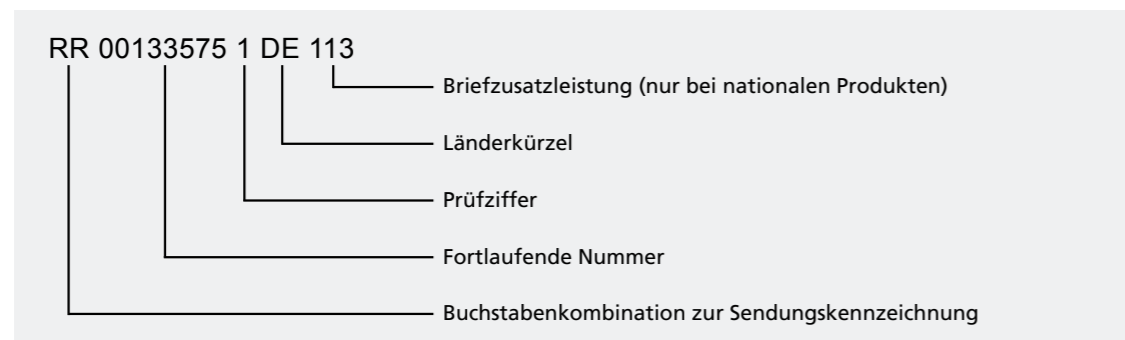 RR 00133575 1 DE 113
Briefzusatzleistung (nur bei nationalen Produkten)
Länderkürzel
Prüfziffer
Fortlaufende Nummer
Buchstabenkombination zur Sendungskennzeichnung